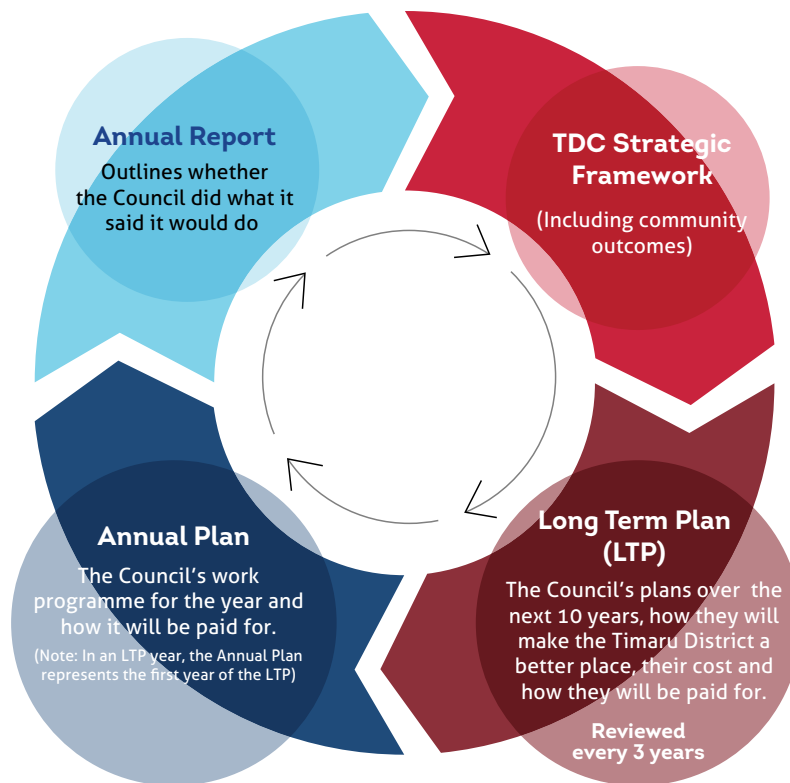 Annual Report
Outlines whether
the Council did what it
said it would do
TDC Strategic
Framework
(Including community
outcomes)
Annual Plan
The Council's work
programme for the year and
how it will be paid for.
(Note: In an LTP year, the Annual Plan
represents the first year of the LTP)
Long Term Plan
(LTP)
The Council's plans over the
next 10 years, how they will
make the Timaru District a
better place, their cost and
how they will be paid for.
Reviewed
every 3 years